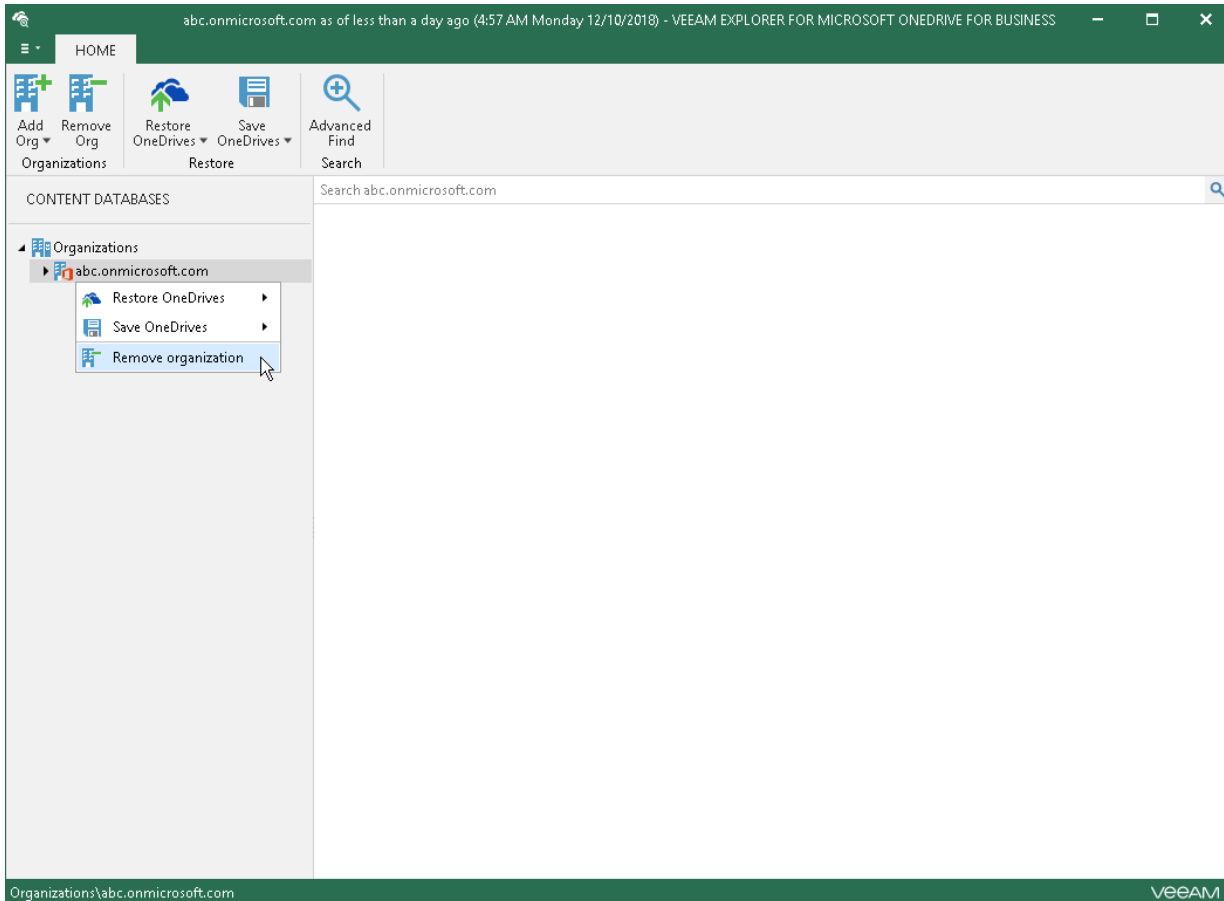 abc.onmicrosoft.com as of less than a day ago (4:57 AM Monday 12/10/2018) - VEEAM EXPLORER FOR MICROSOFT ONEDRIVE FOR BUSINESS
HOME
Add Org
Remove Org
Restore OneDrives
Save OneDrives
Advanced Find
Organizations
Restore
Search
CONTENT DATABASES
Search abc.onmicrosoft.com
Organizations
abc.onmicrosoft.com
Restore OneDrives
Save OneDrives
Remove organization
Organizations\abc.onmicrosoft.com
veeam